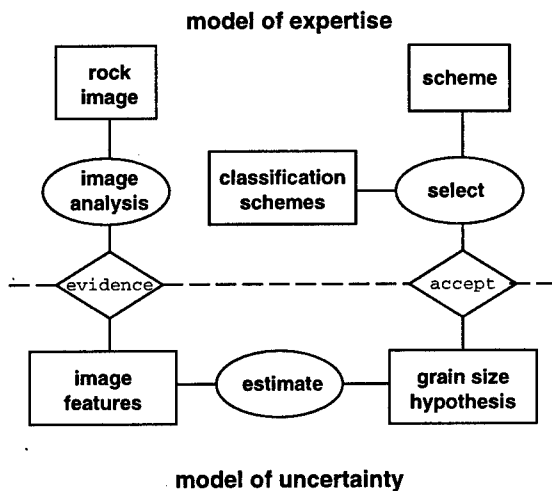 model of expertise
rock
image
scheme
image
analysis
classification
schemes
select
evidence
accept
image
features
estimate
grain size
hypothesis
model of uncertainty